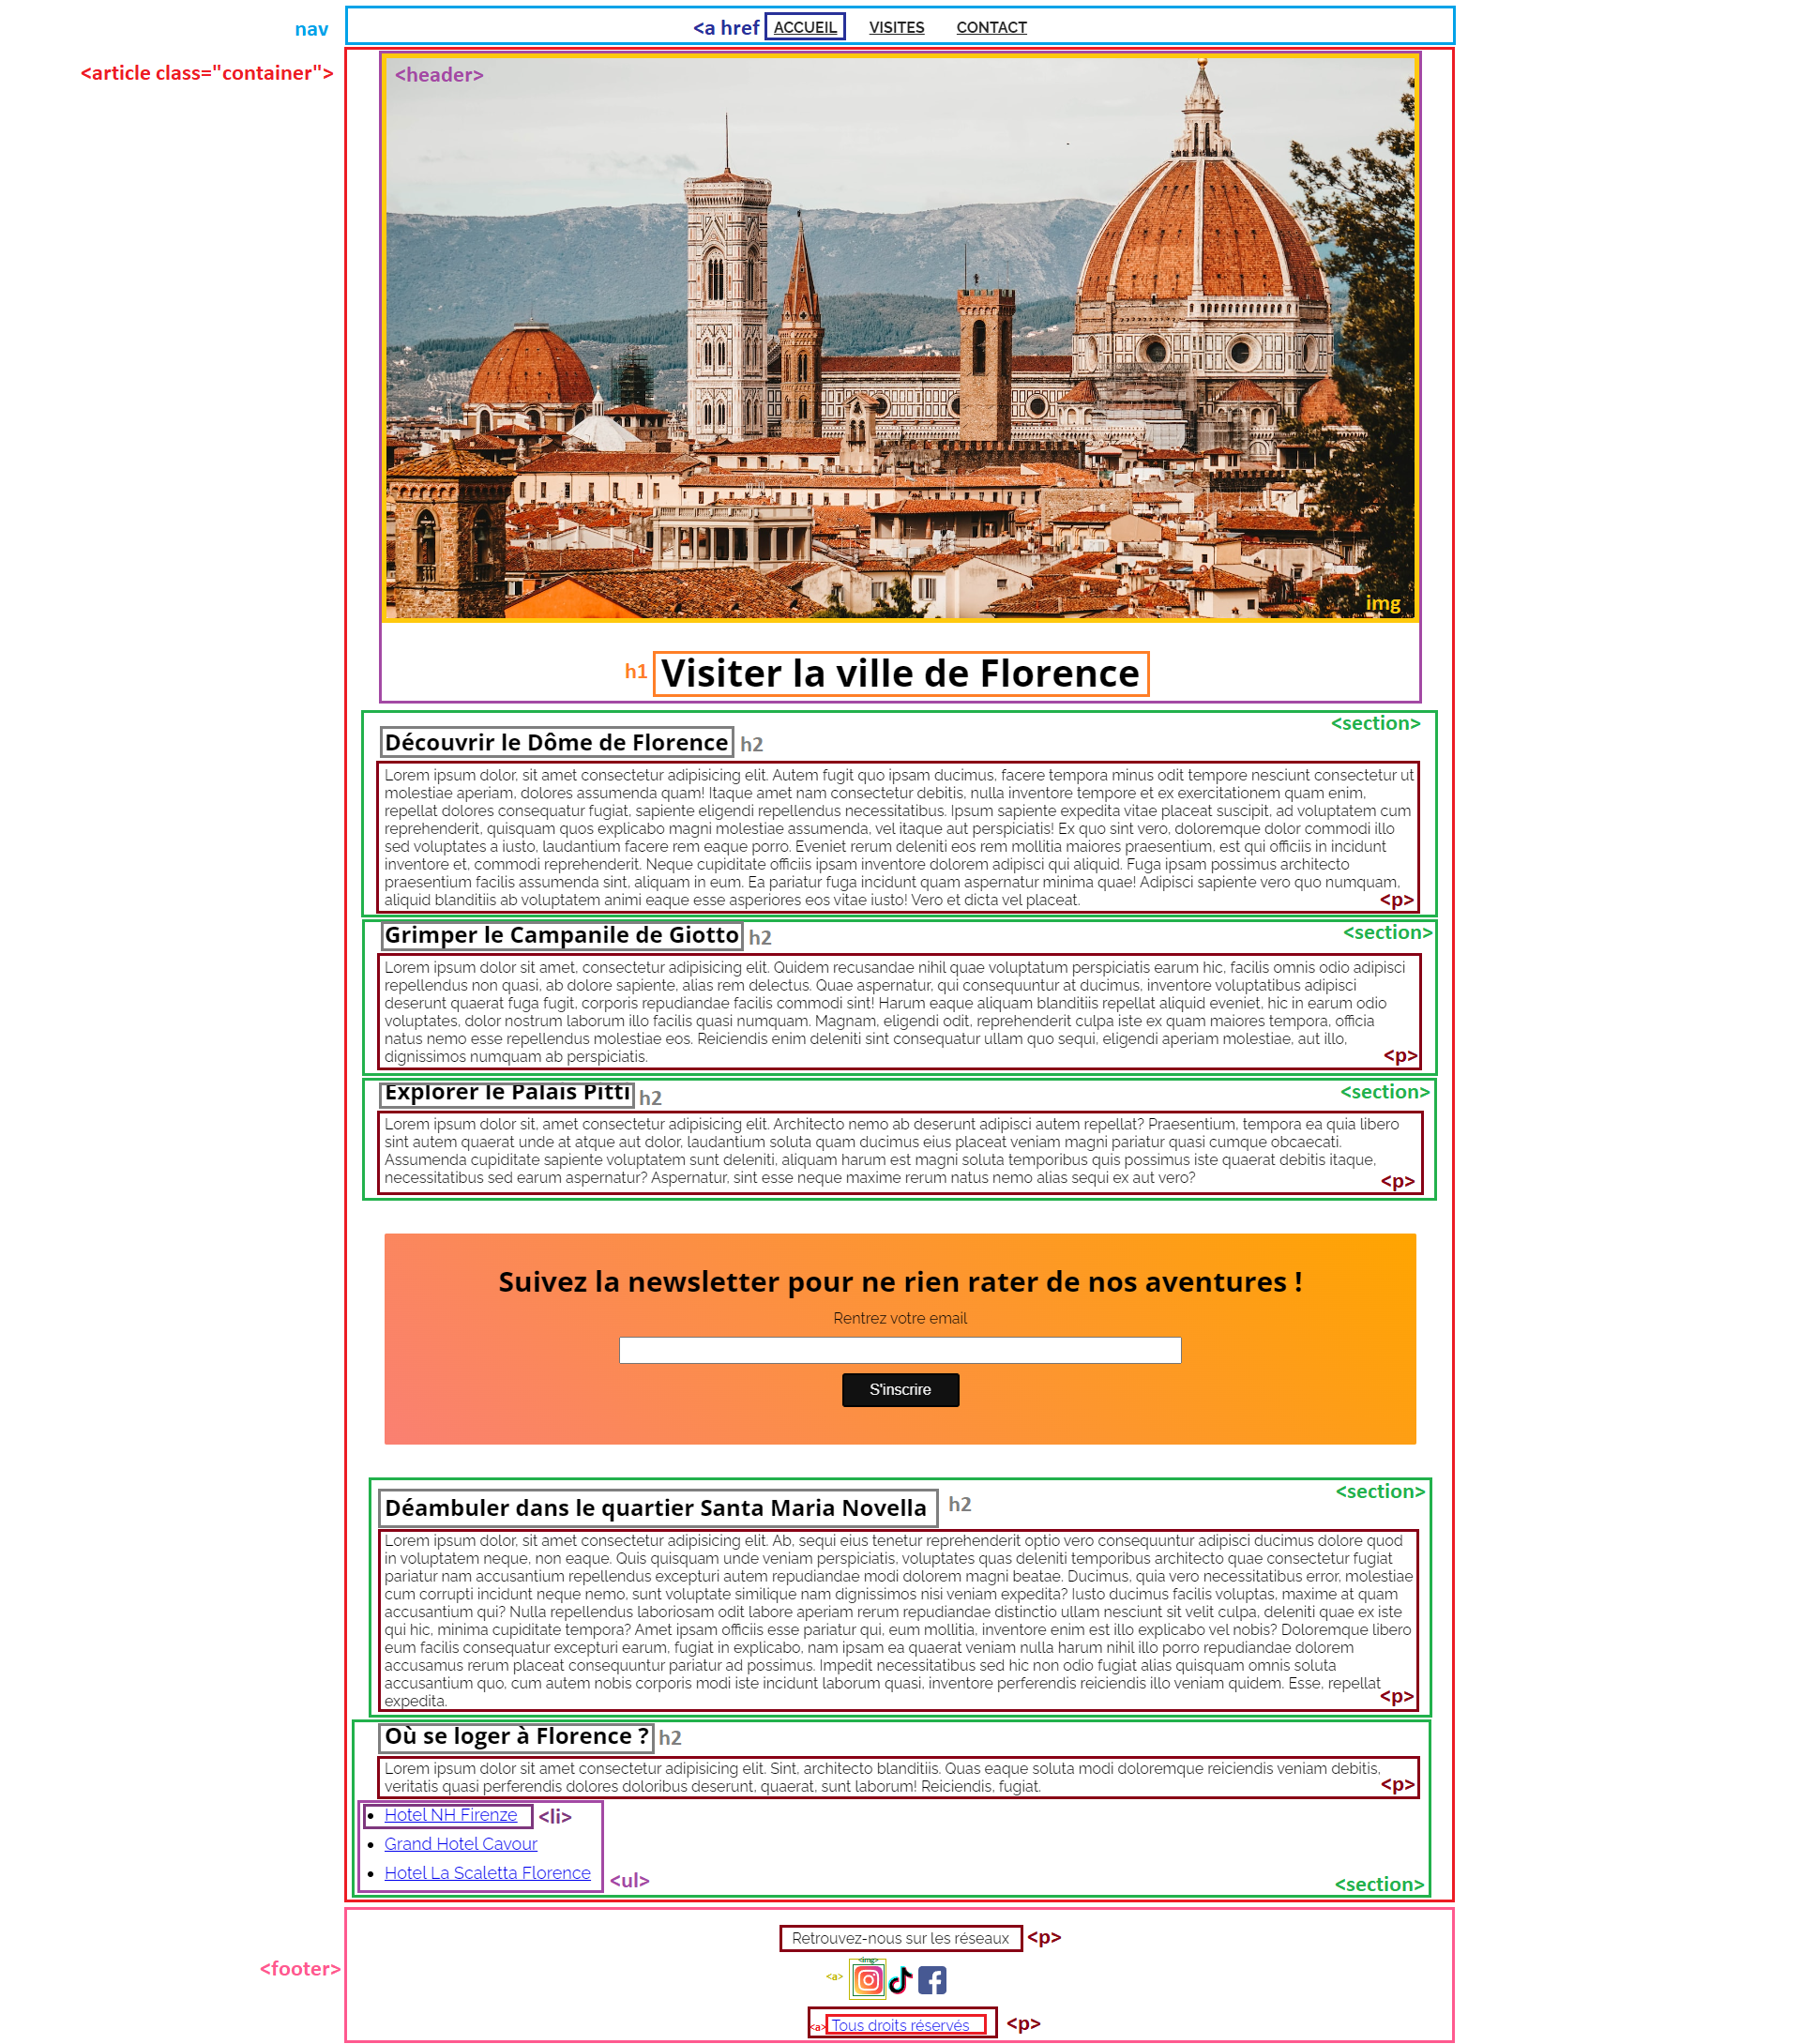 nav
<a href
ACCUEIL VISITES CONTACT
<article class="container">
<header>
img
h1
Visiter la ville de Florence
<section>
Découvrir le Dôme de Florence
h2
Lorem ipsum dolor, sit amet consectetur adipisicing elit. Autem fugit quo ipsam ducimus, facere tempora minus odit tempore nesciunt consectetur ut
molestiae aperiam, dolores assumenda quam! Itaque amet nam consectetur debitis, nulla inventore tempore et ex exercitationem quam enim,
repellat dolores consequatur fugiat, sapiente eligendi repellendus necessitatibus. Ipsum sapiente expedita vitae placeat suscipit, ad voluptatem cum
reprehenderit, quisquam quos explicabo magni molestiae assumenda, vel itaque aut perspiciatis! Ex quo sint vero, doloremque dolor commodi illo
sed voluptates a iusto, laudantium facere rem eaque porro. Eveniet rerum deleniti eos rem mollitia maiores praesentium, est qui officiis in incidunt
inventore et, commodi reprehenderit. Neque cupiditate officiis ipsam inventore dolorem adipisci qui aliquid. Fuga ipsam possimus architecto
praesentium facilis assumenda sint, aliquam in eum. Ea pariatur fuga incidunt quam aspernatur minima quae! Adipisci sapiente vero quo numquam,
aliquid blanditiis ab voluptatem animi eaque esse asperiores eos vitae iusto! Vero et dicta vel placeat.
<p>
<section>
Grimper le Campanile de Giotto
h2
Lorem ipsum dolor sit amet, consectetur adipisicing elit. Quidem recusandae nihil quae voluptatum perspiciatis earum hic, facilis omnis odio adipisci
repellendus non quasi, ab dolore sapiente, alias rem delectus. Quae aspernatur, qui consequuntur at ducimus, inventore voluptatibus adipisci
deserunt quaerat fuga fugit, corporis repudiandae facilis commodi sint! Harum eaque aliquam blanditiis repellat aliquid eveniet, hic in earum odio
voluptates, dolor nostrum laborum illo facilis quasi numquam. Magnam, eligendi odit, reprehenderit culpa iste ex quam maiores tempora, officia
natus nemo esse repellendus molestiae eos. Reiciendis enim deleniti sint consequatur ullam quo sequi, eligendi aperiam molestiae, aut illo,
dignissimos numquam ab perspiciatis.
<p>
<section>
Explorer le Palais Pitti
h2
Lorem ipsum dolor sit, amet consectetur adipisicing elit. Architecto nemo ab deserunt adipisci autem repellat? Praesentium, tempora ea quia libero
sint autem quaerat unde at atque aut dolor, laudantium soluta quam ducimus eius placeat veniam magni pariatur quasi cumque obcaecati.
Assumenda cupiditate sapiente voluptatem sunt deleniti, aliquam harum est magni soluta temporibus quis possimus iste quaerat debitis itaque,
necessitatibus sed earum aspernatur? Aspernatur, sint esse neque maxime rerum natus nemo alias sequi ex aut vero?
<p>
Suivez la newsletter pour ne rien rater de nos aventures !
Rentrez votre email
S'inscrire
<section>
Déambuler dans le quartier Santa Maria Novella
h2
Lorem ipsum dolor, sit amet consectetur adipisicing elit. Ab, sequi eius tenetur reprehenderit optio vero consequuntur adipisci ducimus dolore quod
in voluptatem neque, non eaque. Quis quisquam unde veniam perspiciatis, voluptates quas deleniti temporibus architecto quae consectetur fugiat
pariatur nam accusantium repellendus excepturi autem repudiandae modi dolorem magni beatae. Ducimus, quia vero necessitatibus error, molestiae
cum corrupti incidunt neque nemo, sunt voluptate similique nam dignissimos nisi veniam expedita? Iusto ducimus facilis voluptas, maxime at quam
accusantium qui? Nulla repellendus laboriosam odit labore aperiam rerum repudiandae distinctio ullam nesciunt sit velit culpa, deleniti quae ex iste
qui hic, minima cupiditate tempora? Amet ipsam officiis esse pariatur qui, eum mollitia, inventore enim est illo explicabo vel nobis? Doloremque libero
eum facilis consequatur excepturi earum, fugiat in explicabo, nam ipsam ea quaerat veniam nulla harum nihil illo porro repudiandae dolorem
accusamus rerum placeat consequuntur pariatur ad possimus. Impedit necessitatibus sed hic non odio fugiat alias quisquam omnis soluta
accusantium quo, cum autem nobis corporis modi iste incidunt laborum quasi, inventore perferendis reiciendis illo veniam quidem. Esse, repellat
expedita.
<p>
Où se loger à Florence ?
h2
Lorem ipsum dolor sit amet consectetur adipisicing elit. Sint, architecto blanditiis. Quas eaque soluta modi doloremque reiciendis veniam debitis,
veritatis quasi perferendis dolores doloribus deserunt, quaerat, sunt laborum! Reiciendis, fugiat.
<p>
Hotel NH Firenze
<li>
Grand Hotel Cavour
Hotel La Scaletta Florence
<ul>
<section>
Retrouvez-nous sur les réseaux
<p>
<footer>
<img>
<a>
<a>
Tous droits réservés
<p>